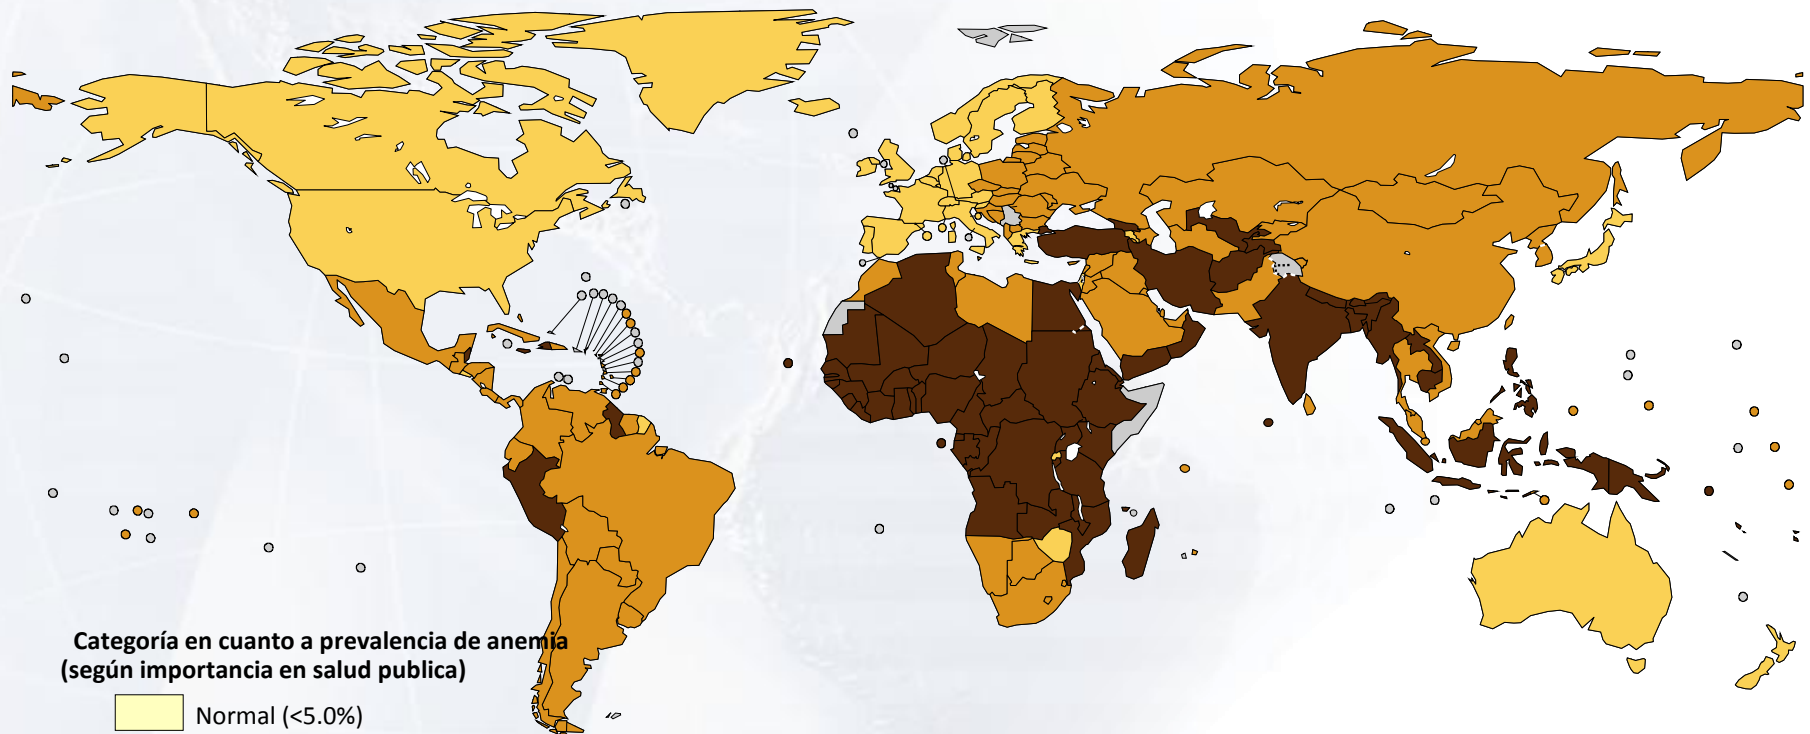 Categoría en cuanto a prevalencia de anemia
(según importancia en salud publica)
Normal (<5.0%)